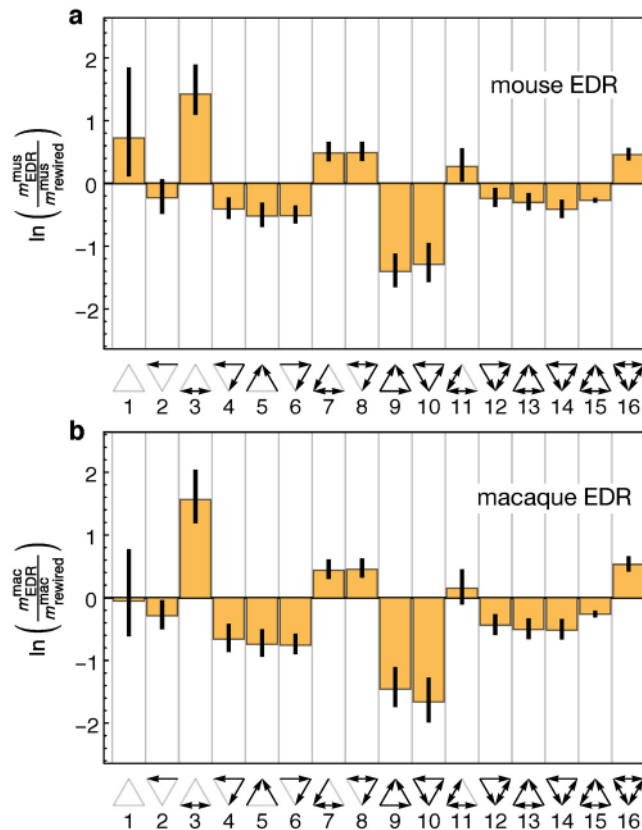 a
mouse EDR
ln ( m^mus_EDR / m^mus_rewired )
2
1
0
−1
−2
1 2 3 4 5 6 7 8 9 10 11 12 13 14 15 16
b
macaque EDR
ln ( m^mac_EDR / m^mac_rewired )
2
1
0
−1
−2
1 2 3 4 5 6 7 8 9 10 11 12 13 14 15 16